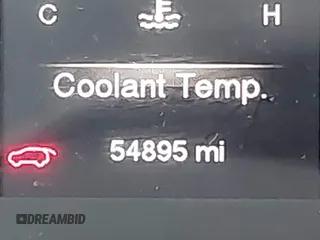 C H
Coolant Temp.
54895 mi
DREAMBID